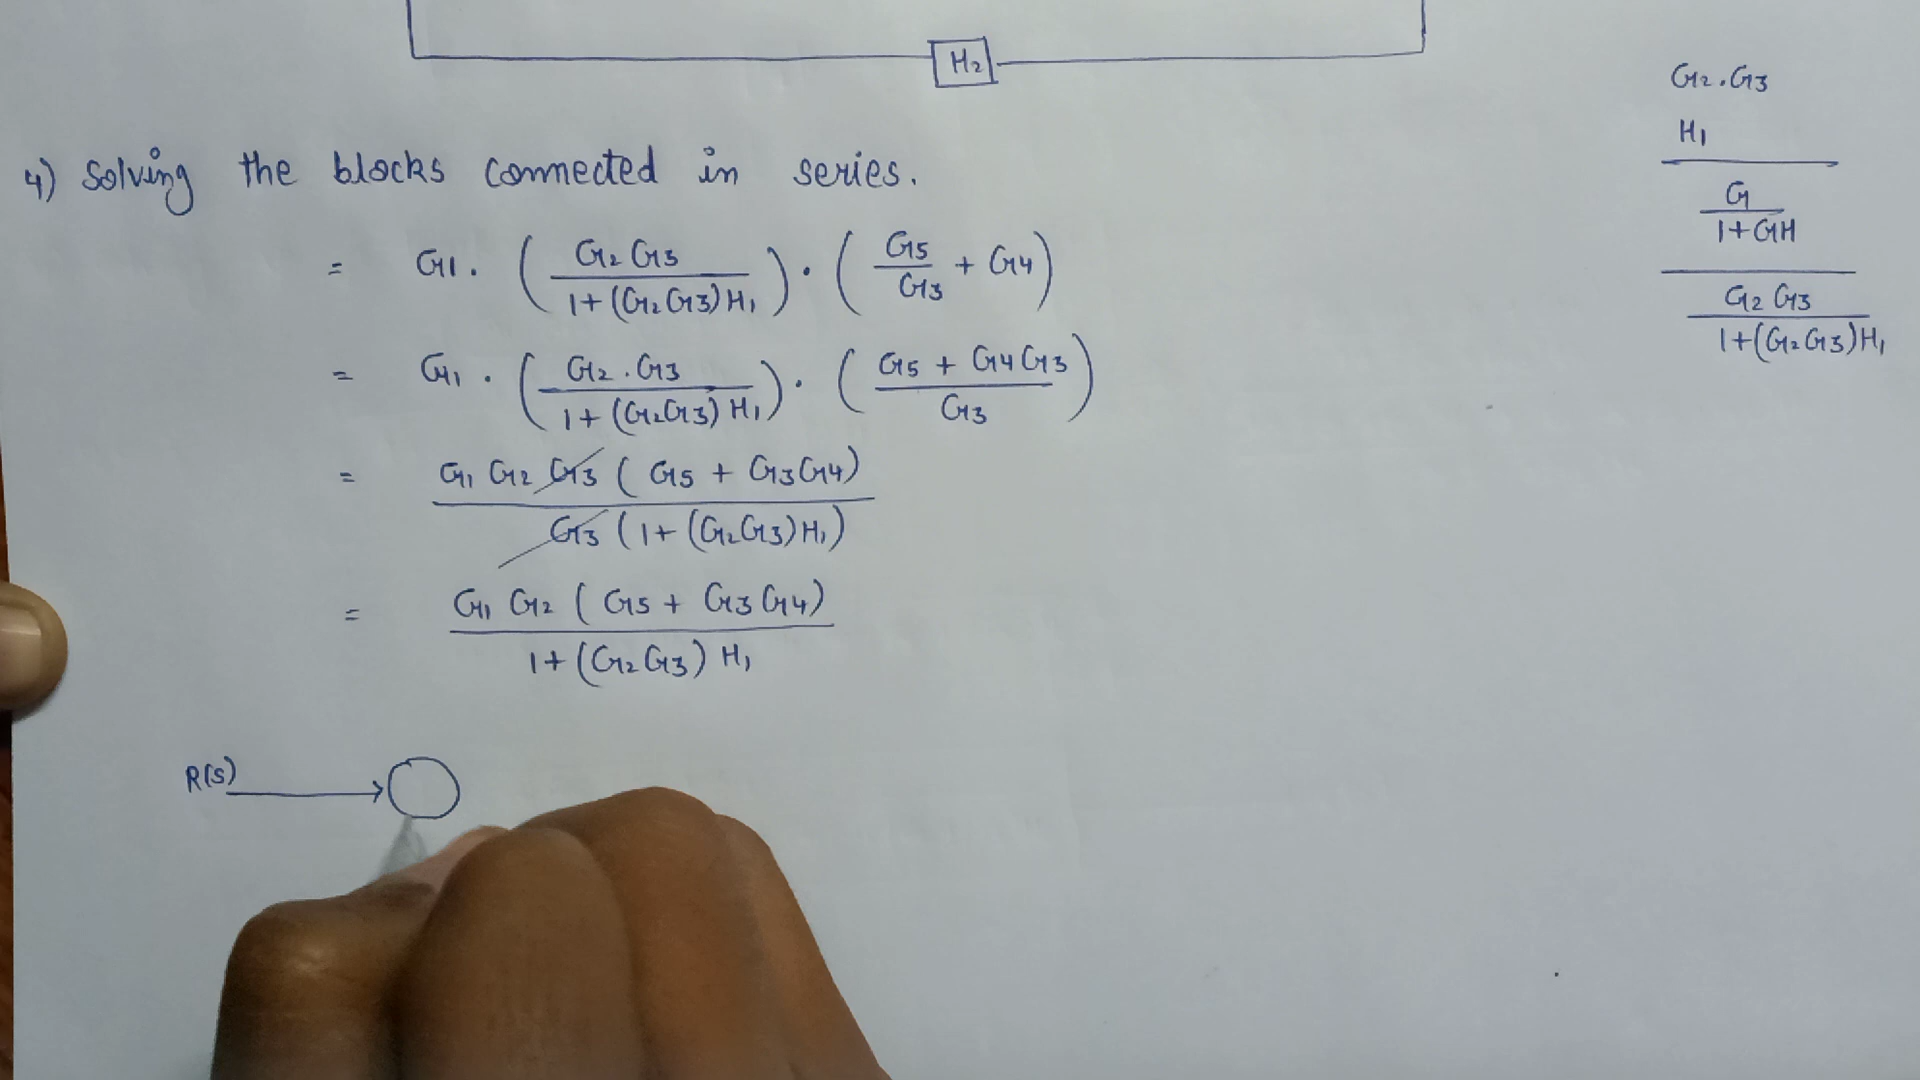 H2
4) Solving the blocks connected in series.
= G1 . ( G2 G3 / 1+(G2G3)H1 ) . ( G5 / G3 + G4 )
= G1 . ( G2 . G3 / 1+(G2G3)H1 ) . ( G5 + G4G3 / G3 )
= G1 G2 G3 ( G5 + G3G4) / G3 ( 1+ (G2G3)H1)
= G1 G2 ( G5 + G3G4) / 1+(G2G3) H1
R(s)
G2.G3
H1
G / 1+GH
G2 G3 / 1+(G2G3)H1